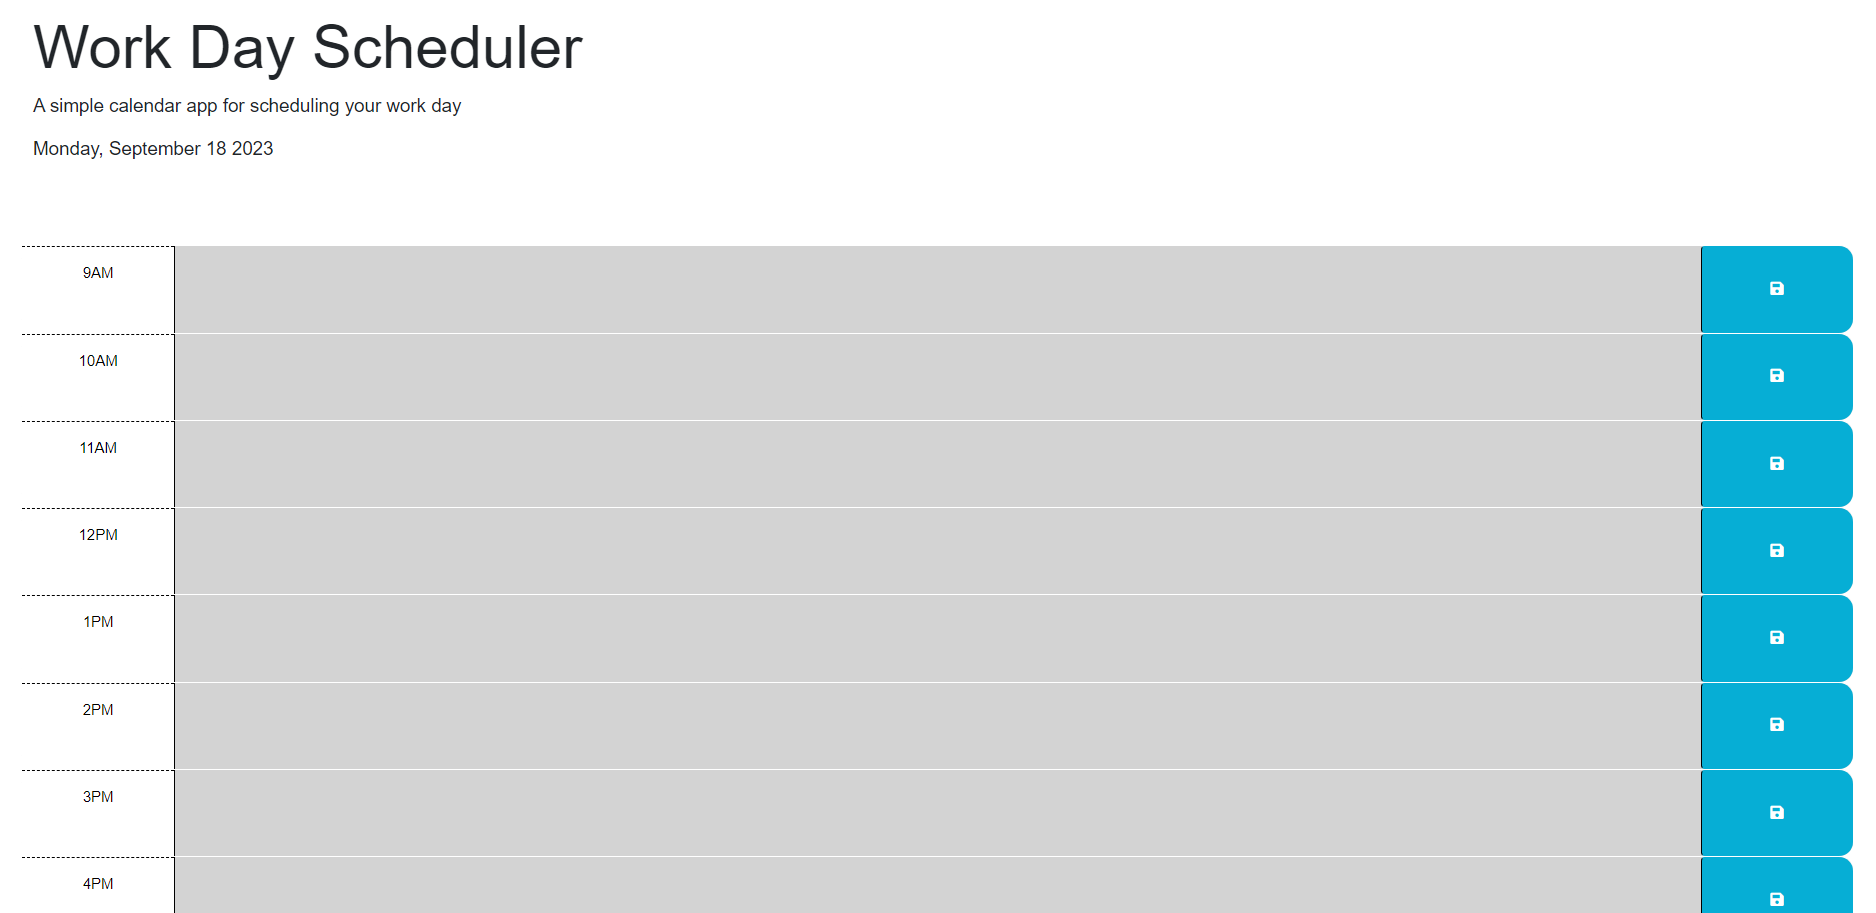 Work Day Scheduler
A simple calendar app for scheduling your work day
Monday, September 18 2023
9AM
10AM
11AM
12PM
1PM
2PM
3PM
4PM